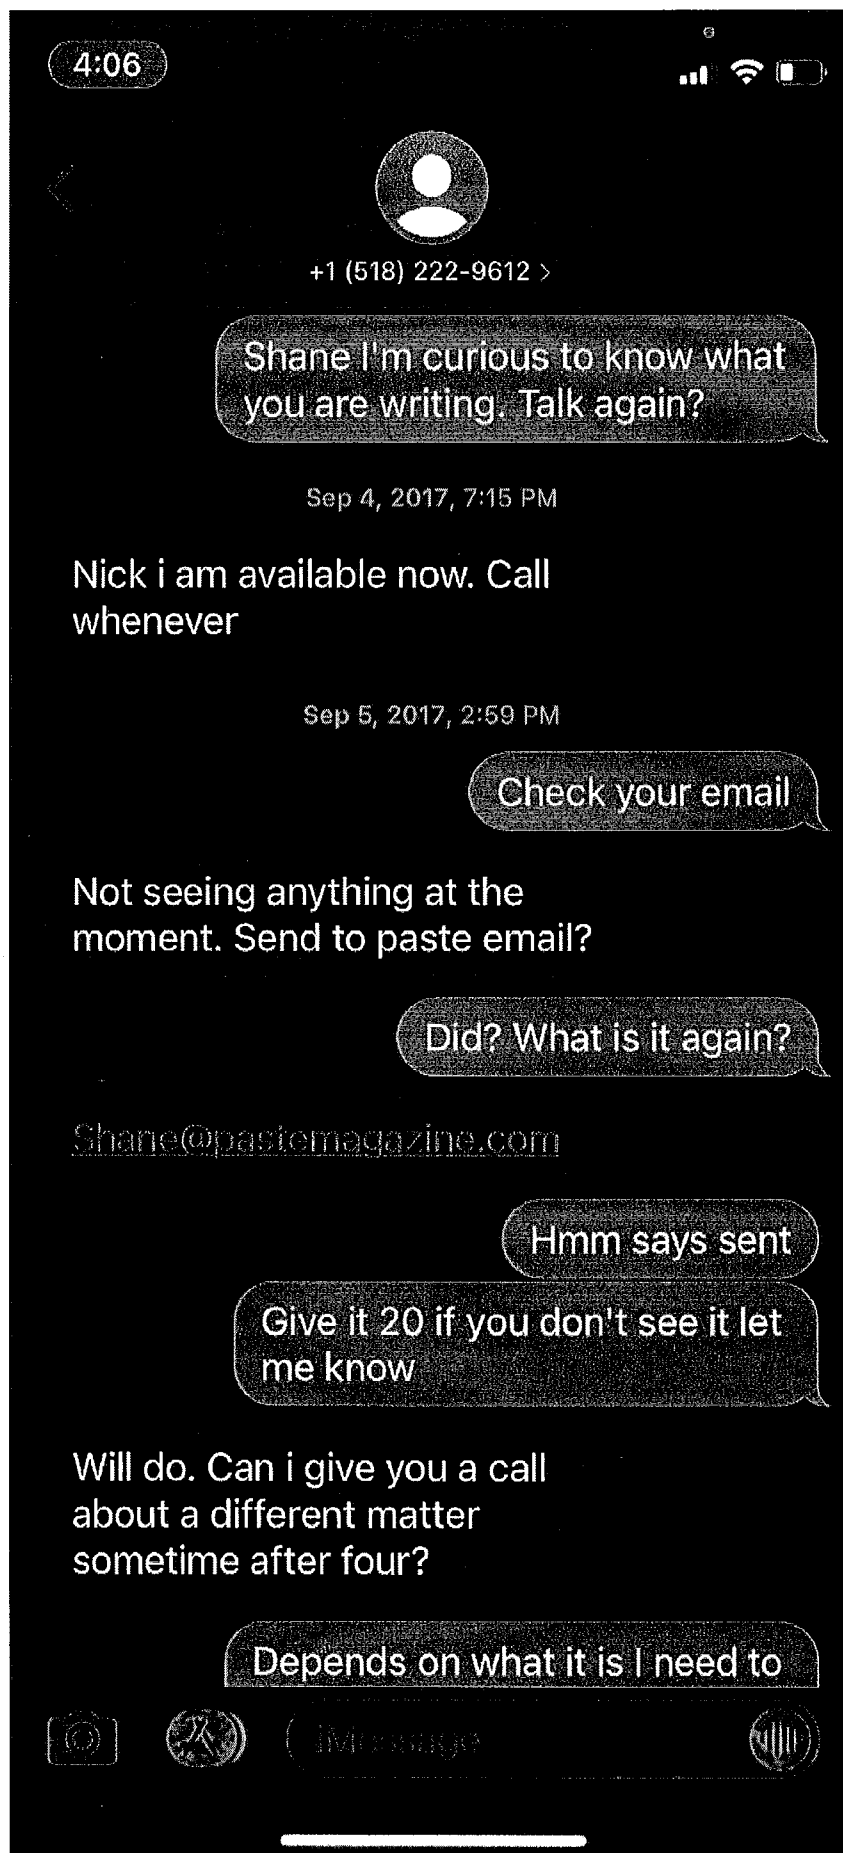 4:06
+1 (518) 222-9612 >
Shane I'm curious to know what
you are writing. Talk again?
Sep 4, 2017, 7:15 PM
Nick i am available now. Call
whenever
Sep 5, 2017, 2:59 PM
Check your email
Not seeing anything at the
moment. Send to paste email?
Did? What is it again?
Shane@pastemagazine.com
Hmm says sent
Give it 20 if you don't see it let
me know
Will do. Can i give you a call
about a different matter
sometime after four?
Depends on what it is I need to
iMessage